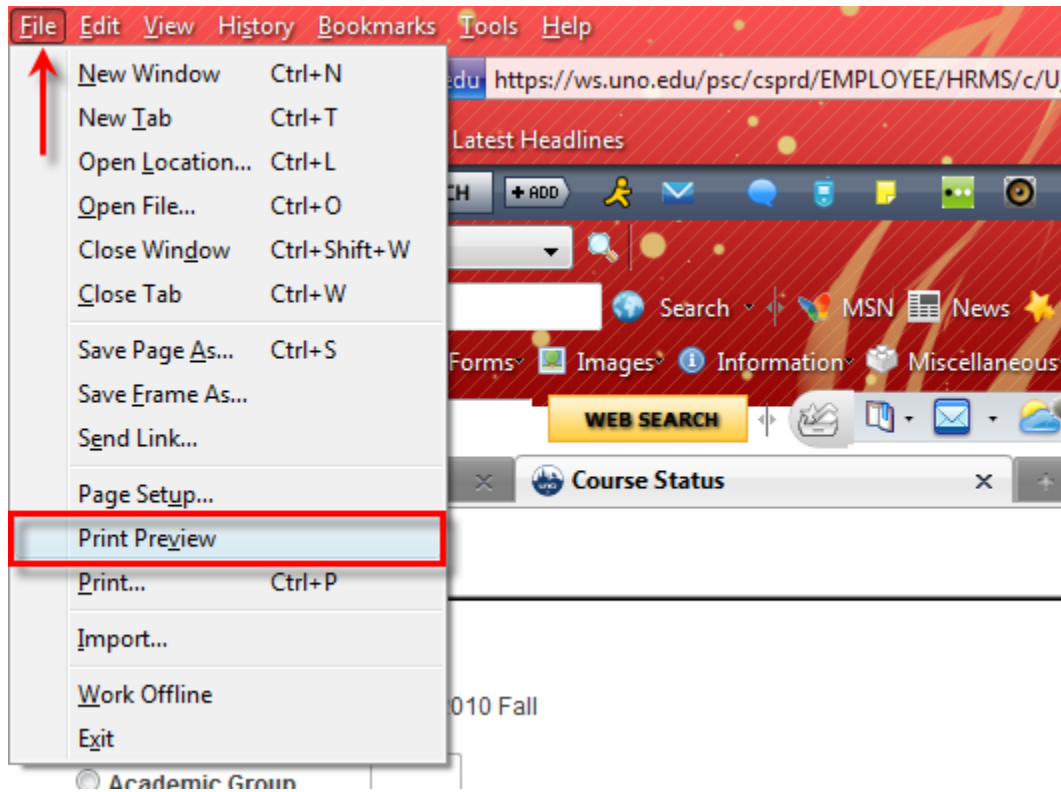 File Edit View History Bookmarks Tools Help
New Window Ctrl+N
edu https://ws.uno.edu/psc/csprd/EMPLOYEE/HRMS/c/U
New Tab Ctrl+T
Latest Headlines
Open Location... Ctrl+L
CH + ADD
Open File... Ctrl+O
Close Window Ctrl+Shift+W
Close Tab Ctrl+W
Search MSN News
Save Page As... Ctrl+S
Forms Images Information Miscellaneous
Save Frame As...
WEB SEARCH
Send Link...
Course Status
Page Setup...
Print Preview
Print... Ctrl+P
Import...
Work Offline
010 Fall
Exit
Academic Group